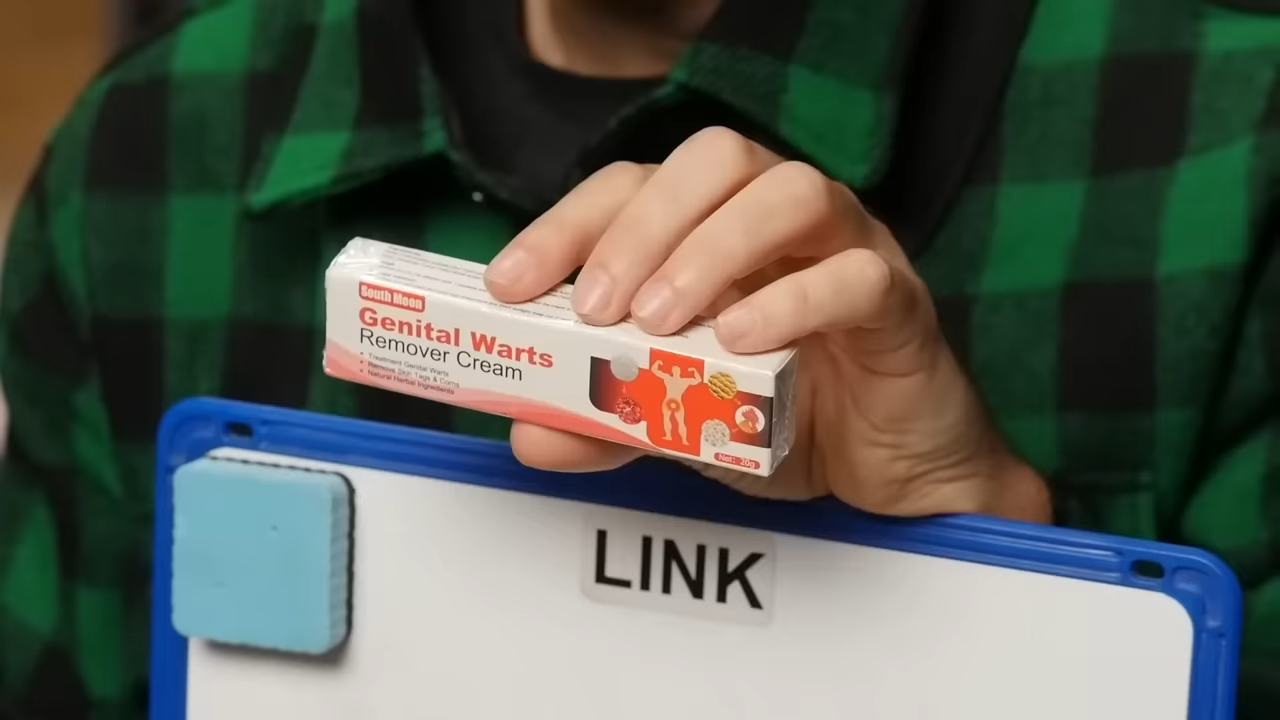 South Moon
Genital Warts
Remover Cream
• Treatment Genital Warts
• Remove Skin Tags & Corns
• Natural Herbal Ingredients
Net: 20g
LINK